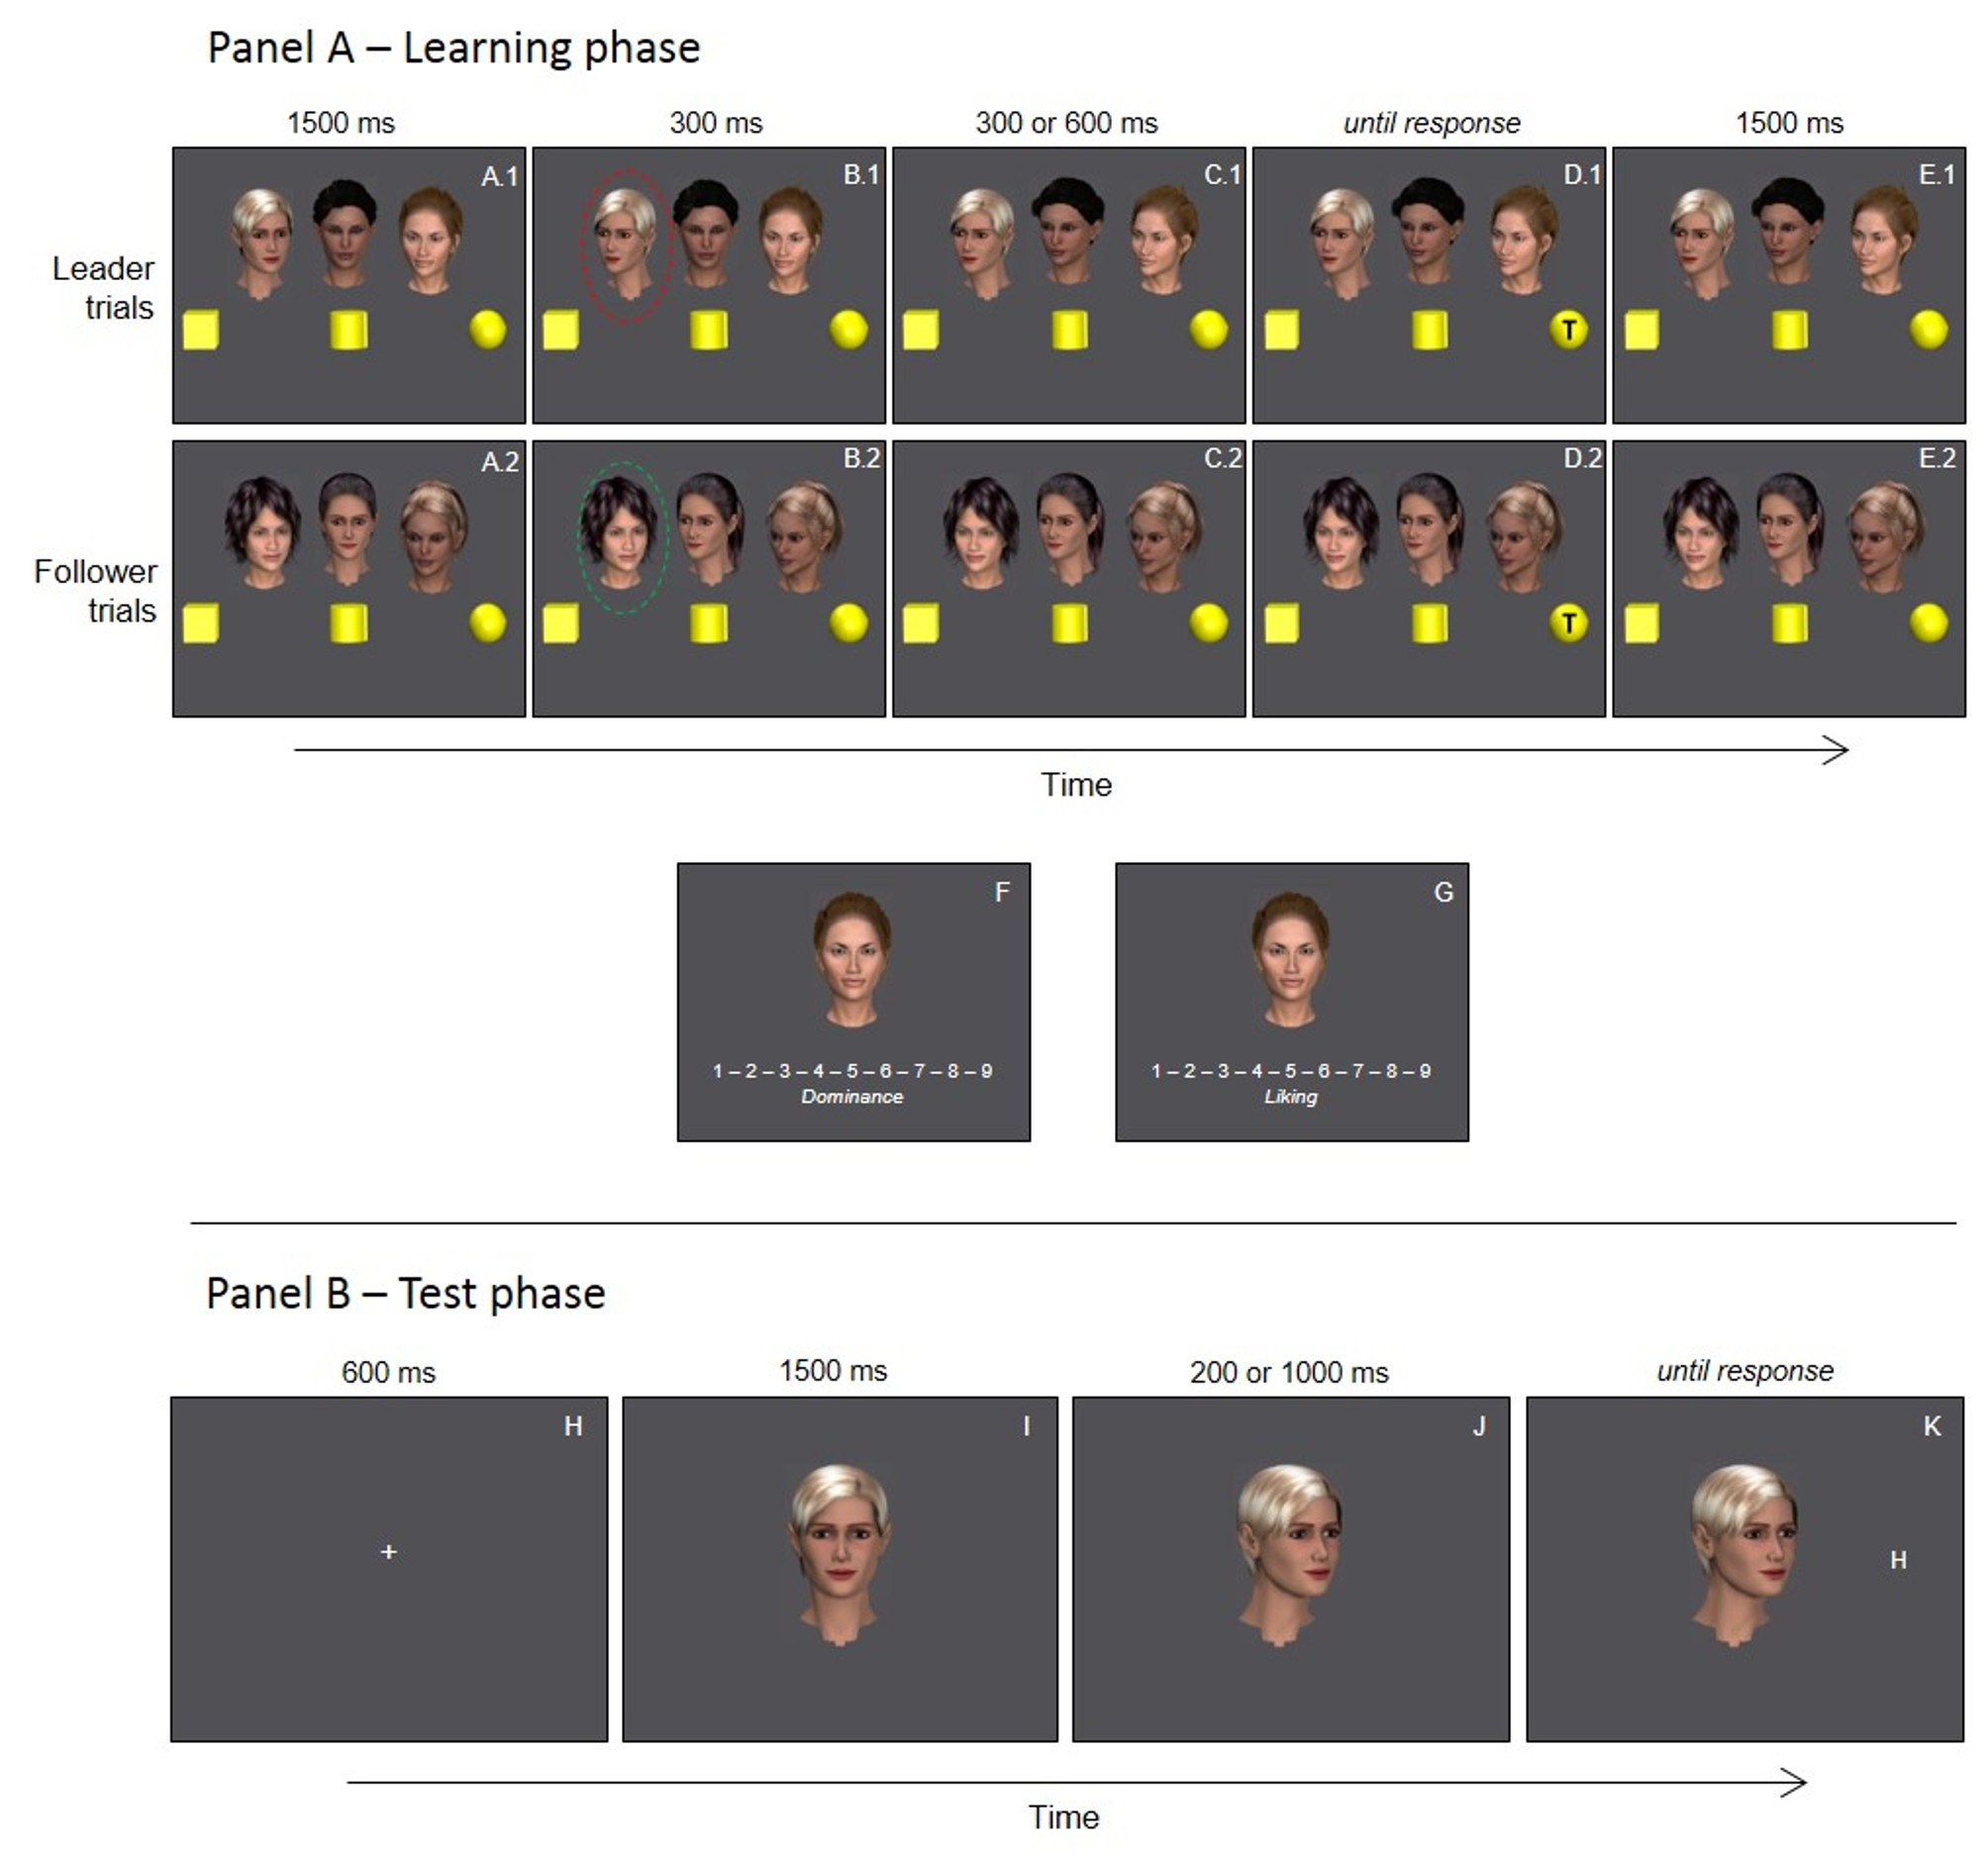 Panel A – Learning phase
1500 ms
300 ms
300 or 600 ms
until response
1500 ms
Leader
trials
A.1
B.1
C.1
D.1
T
E.1
Follower
trials
A.2
B.2
C.2
D.2
T
E.2
Time
F
1 – 2 – 3 – 4 – 5 – 6 – 7 – 8 – 9
Dominance
G
1 – 2 – 3 – 4 – 5 – 6 – 7 – 8 – 9
Liking
Panel B – Test phase
600 ms
1500 ms
200 or 1000 ms
until response
H
+
I
J
K
H
Time